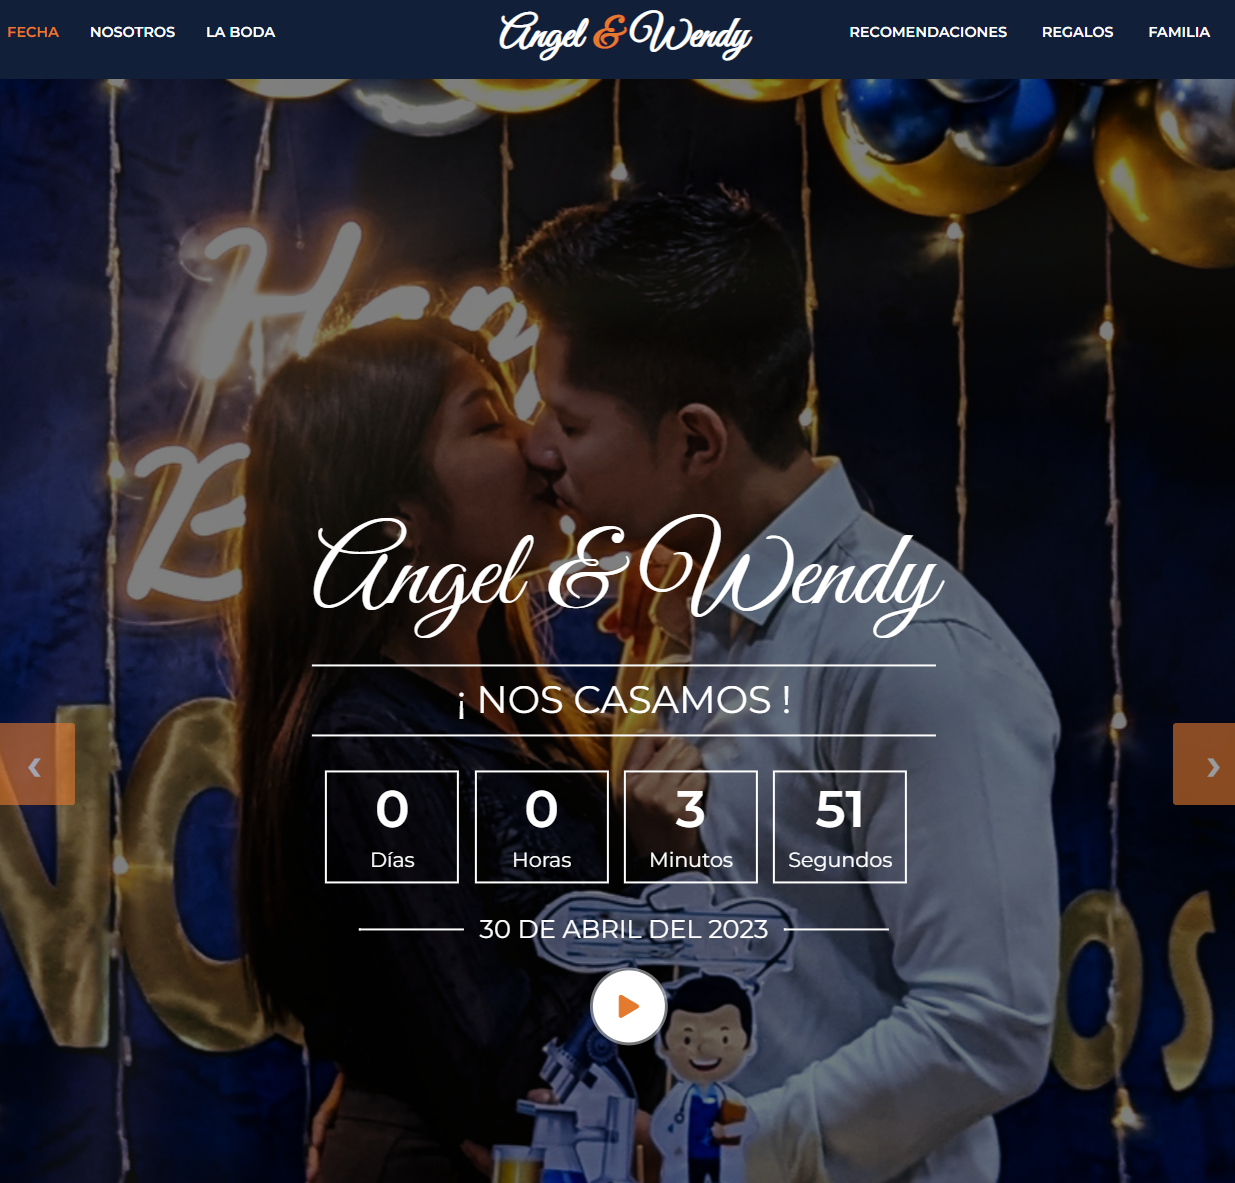 FECHA NOSOTROS LA BODA Angel & Wendy RECOMENDACIONES REGALOS FAMILIA
Angel & Wendy
¡ NOS CASAMOS !
0 0 3 51
Días Horas Minutos Segundos
30 DE ABRIL DEL 2023